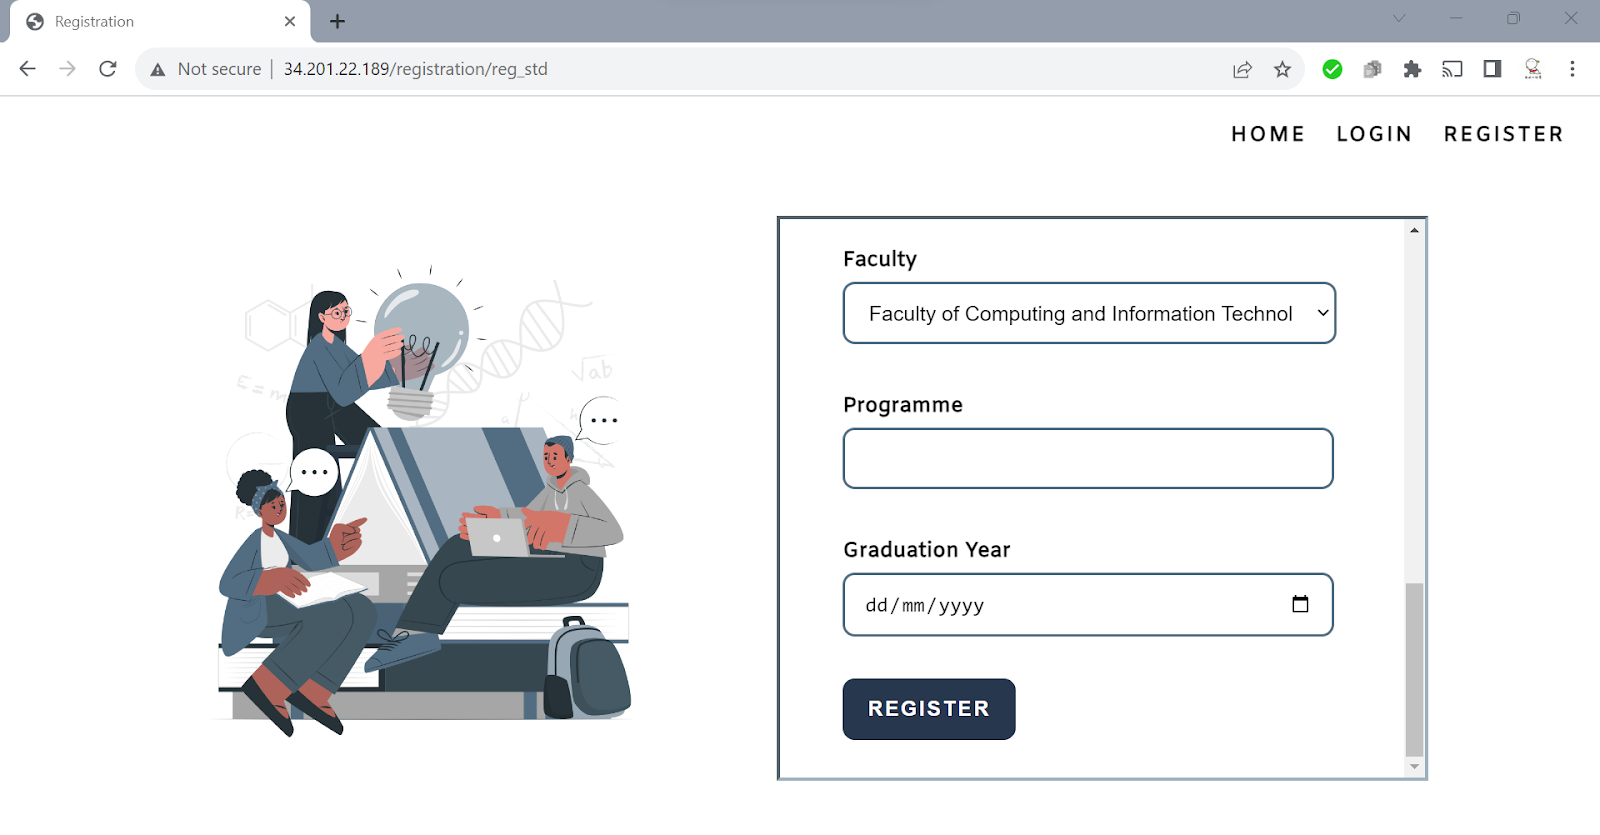 Registration
Not secure | 34.201.22.189/registration/reg_std
HOME LOGIN REGISTER
Faculty
Faculty of Computing and Information Technol
Programme
Graduation Year
dd/mm/yyyy
REGISTER
E = m
√ab
R=